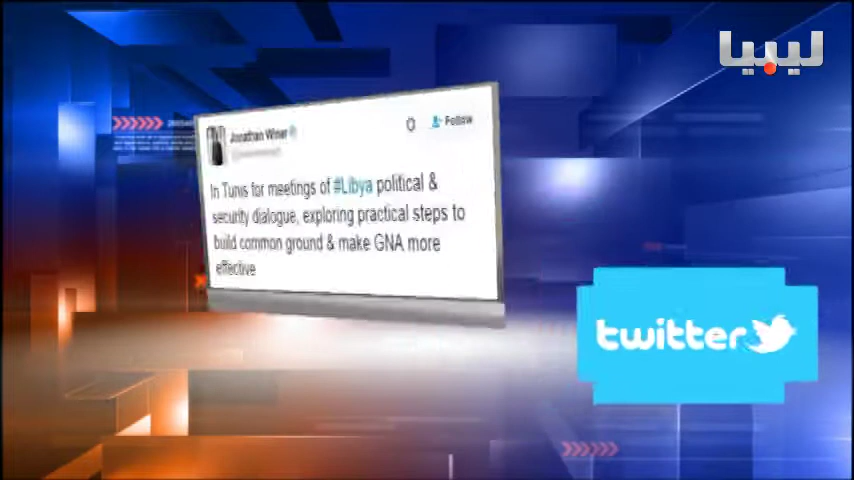 ليبيا
Jonathan Winer
Follow
In Tunis for meetings of #Libya political &
security dialogue, exploring practical steps to
build common ground & make GNA more
effective
twitter